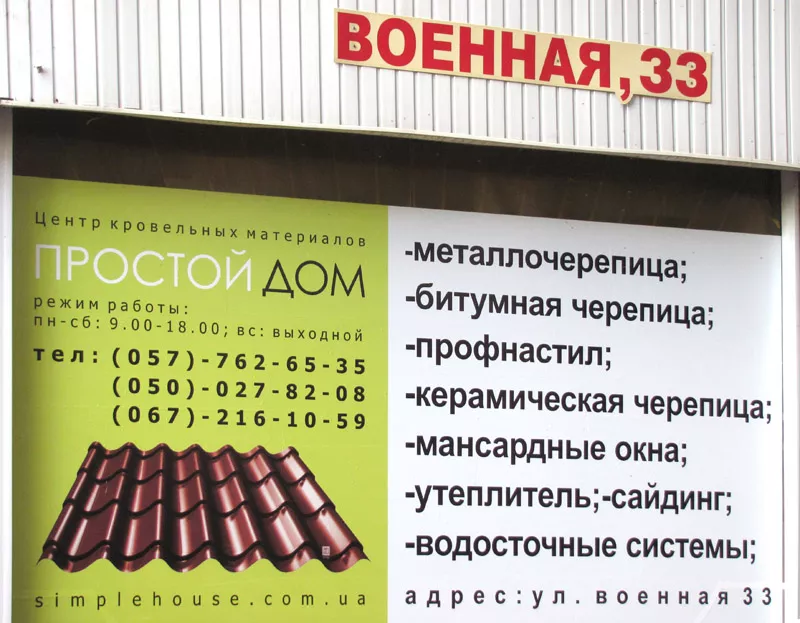 ВОЕННАЯ,33
Центр кровельных материалов
ПРОСТОЙ ДОМ
режим работы:
пн-сб: 9.00-18.00; вс: выходной
тел: (057)-762-65-35
(050)-027-82-08
(067)-216-10-59
simplehouse.com.ua
-металлочерепица;
-битумная черепица;
-профнастил;
-керамическая черепица;
-мансардные окна;
-утеплитель;-сайдинг;
-водосточные системы;
адрес:ул. военная 33